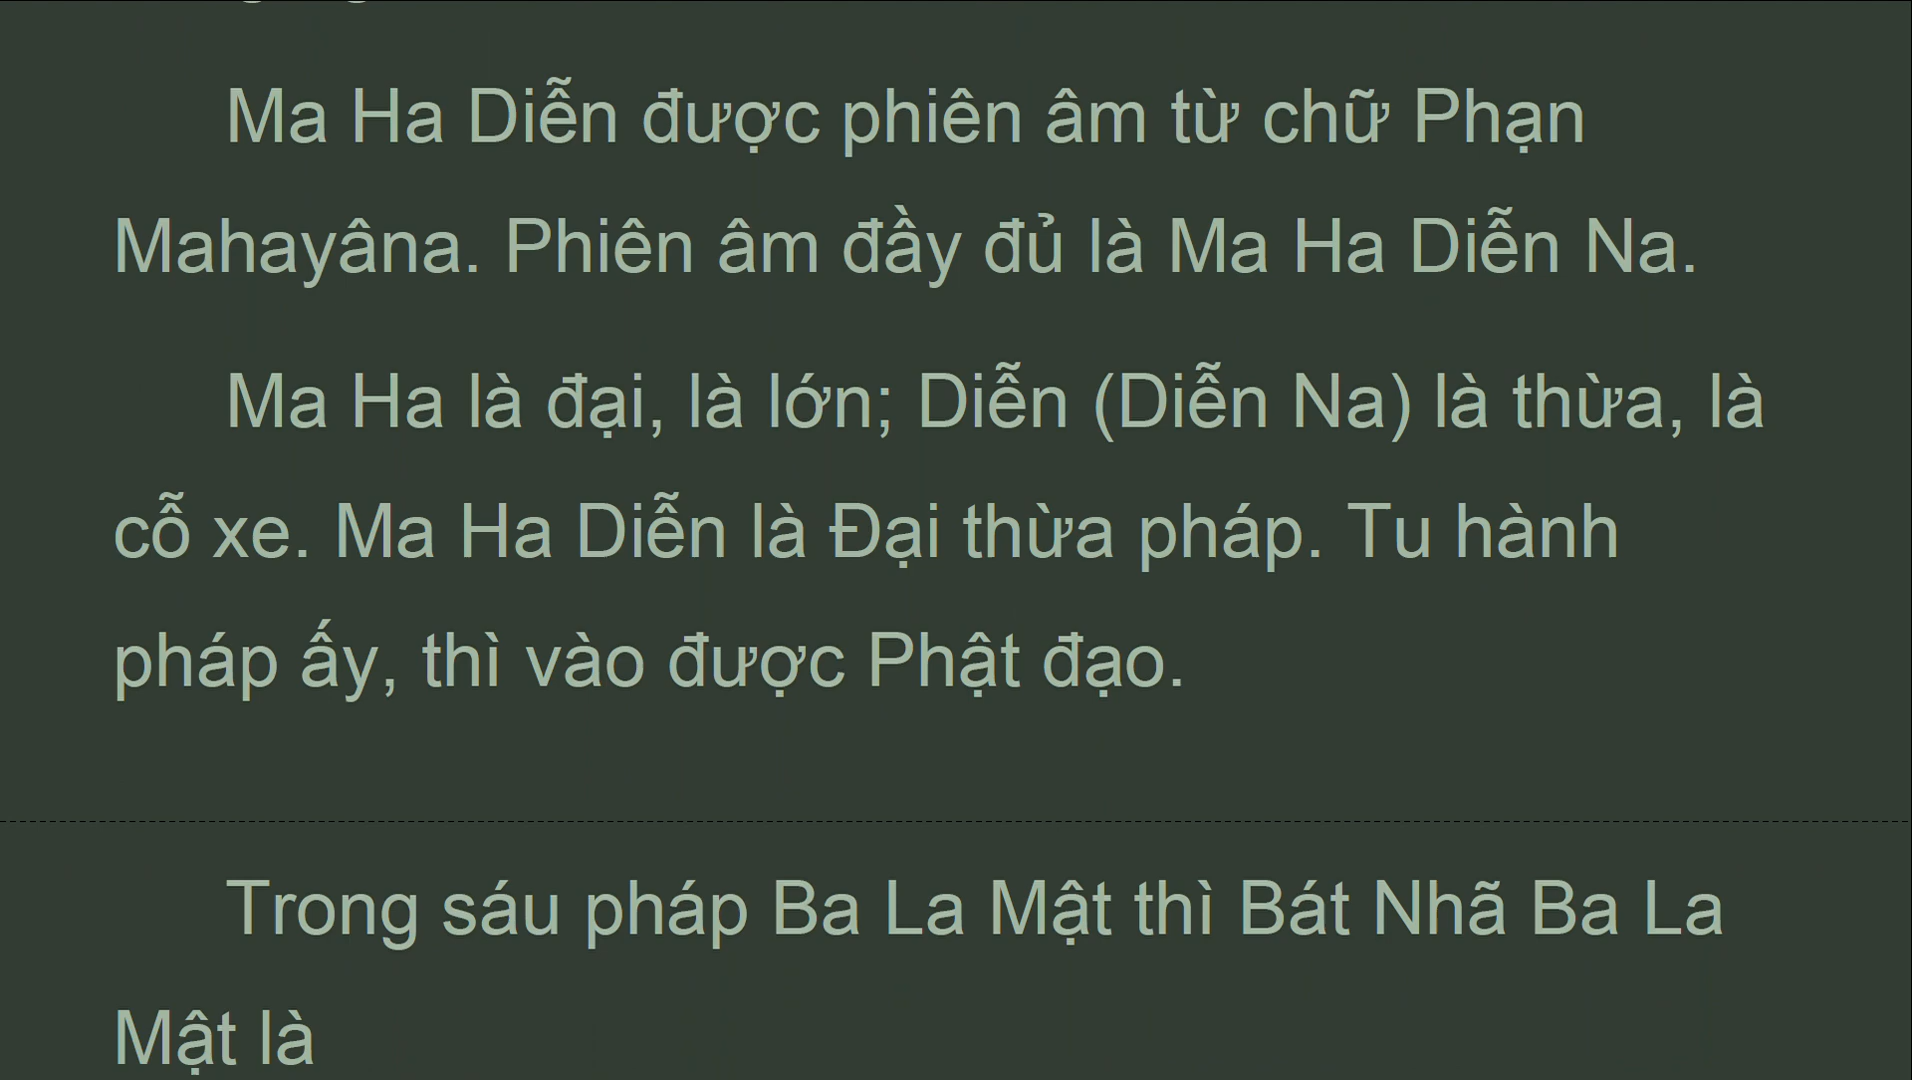 Ma Ha Diễn được phiên âm từ chữ Phạn
Mahayâna. Phiên âm đầy đủ là Ma Ha Diễn Na.
Ma Ha là đại, là lớn; Diễn (Diễn Na) là thừa, là
cỗ xe. Ma Ha Diễn là Đại thừa pháp. Tu hành
pháp ấy, thì vào được Phật đạo.
Trong sáu pháp Ba La Mật thì Bát Nhã Ba La
Mật là